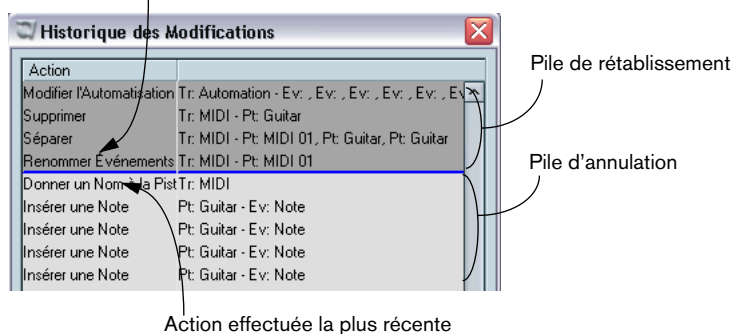 Historique des Modifications
Action
Modifier l'Automatisation Tr: Automation - Ev: , Ev: , Ev: , Ev: , Ev: , Ev
Supprimer Tr: MIDI - Pt: Guitar
Séparer Tr: MIDI - Pt: MIDI 01, Pt: Guitar, Pt: Guitar
Renommer Événements Tr: MIDI - Pt: MIDI 01
Donner un Nom à la Pist Tr: MIDI
Insérer une Note Pt: Guitar - Ev: Note
Insérer une Note Pt: Guitar - Ev: Note
Insérer une Note Pt: Guitar - Ev: Note
Insérer une Note Pt: Guitar - Ev: Note
Pile de rétablissement
Pile d'annulation
Action effectuée la plus récente